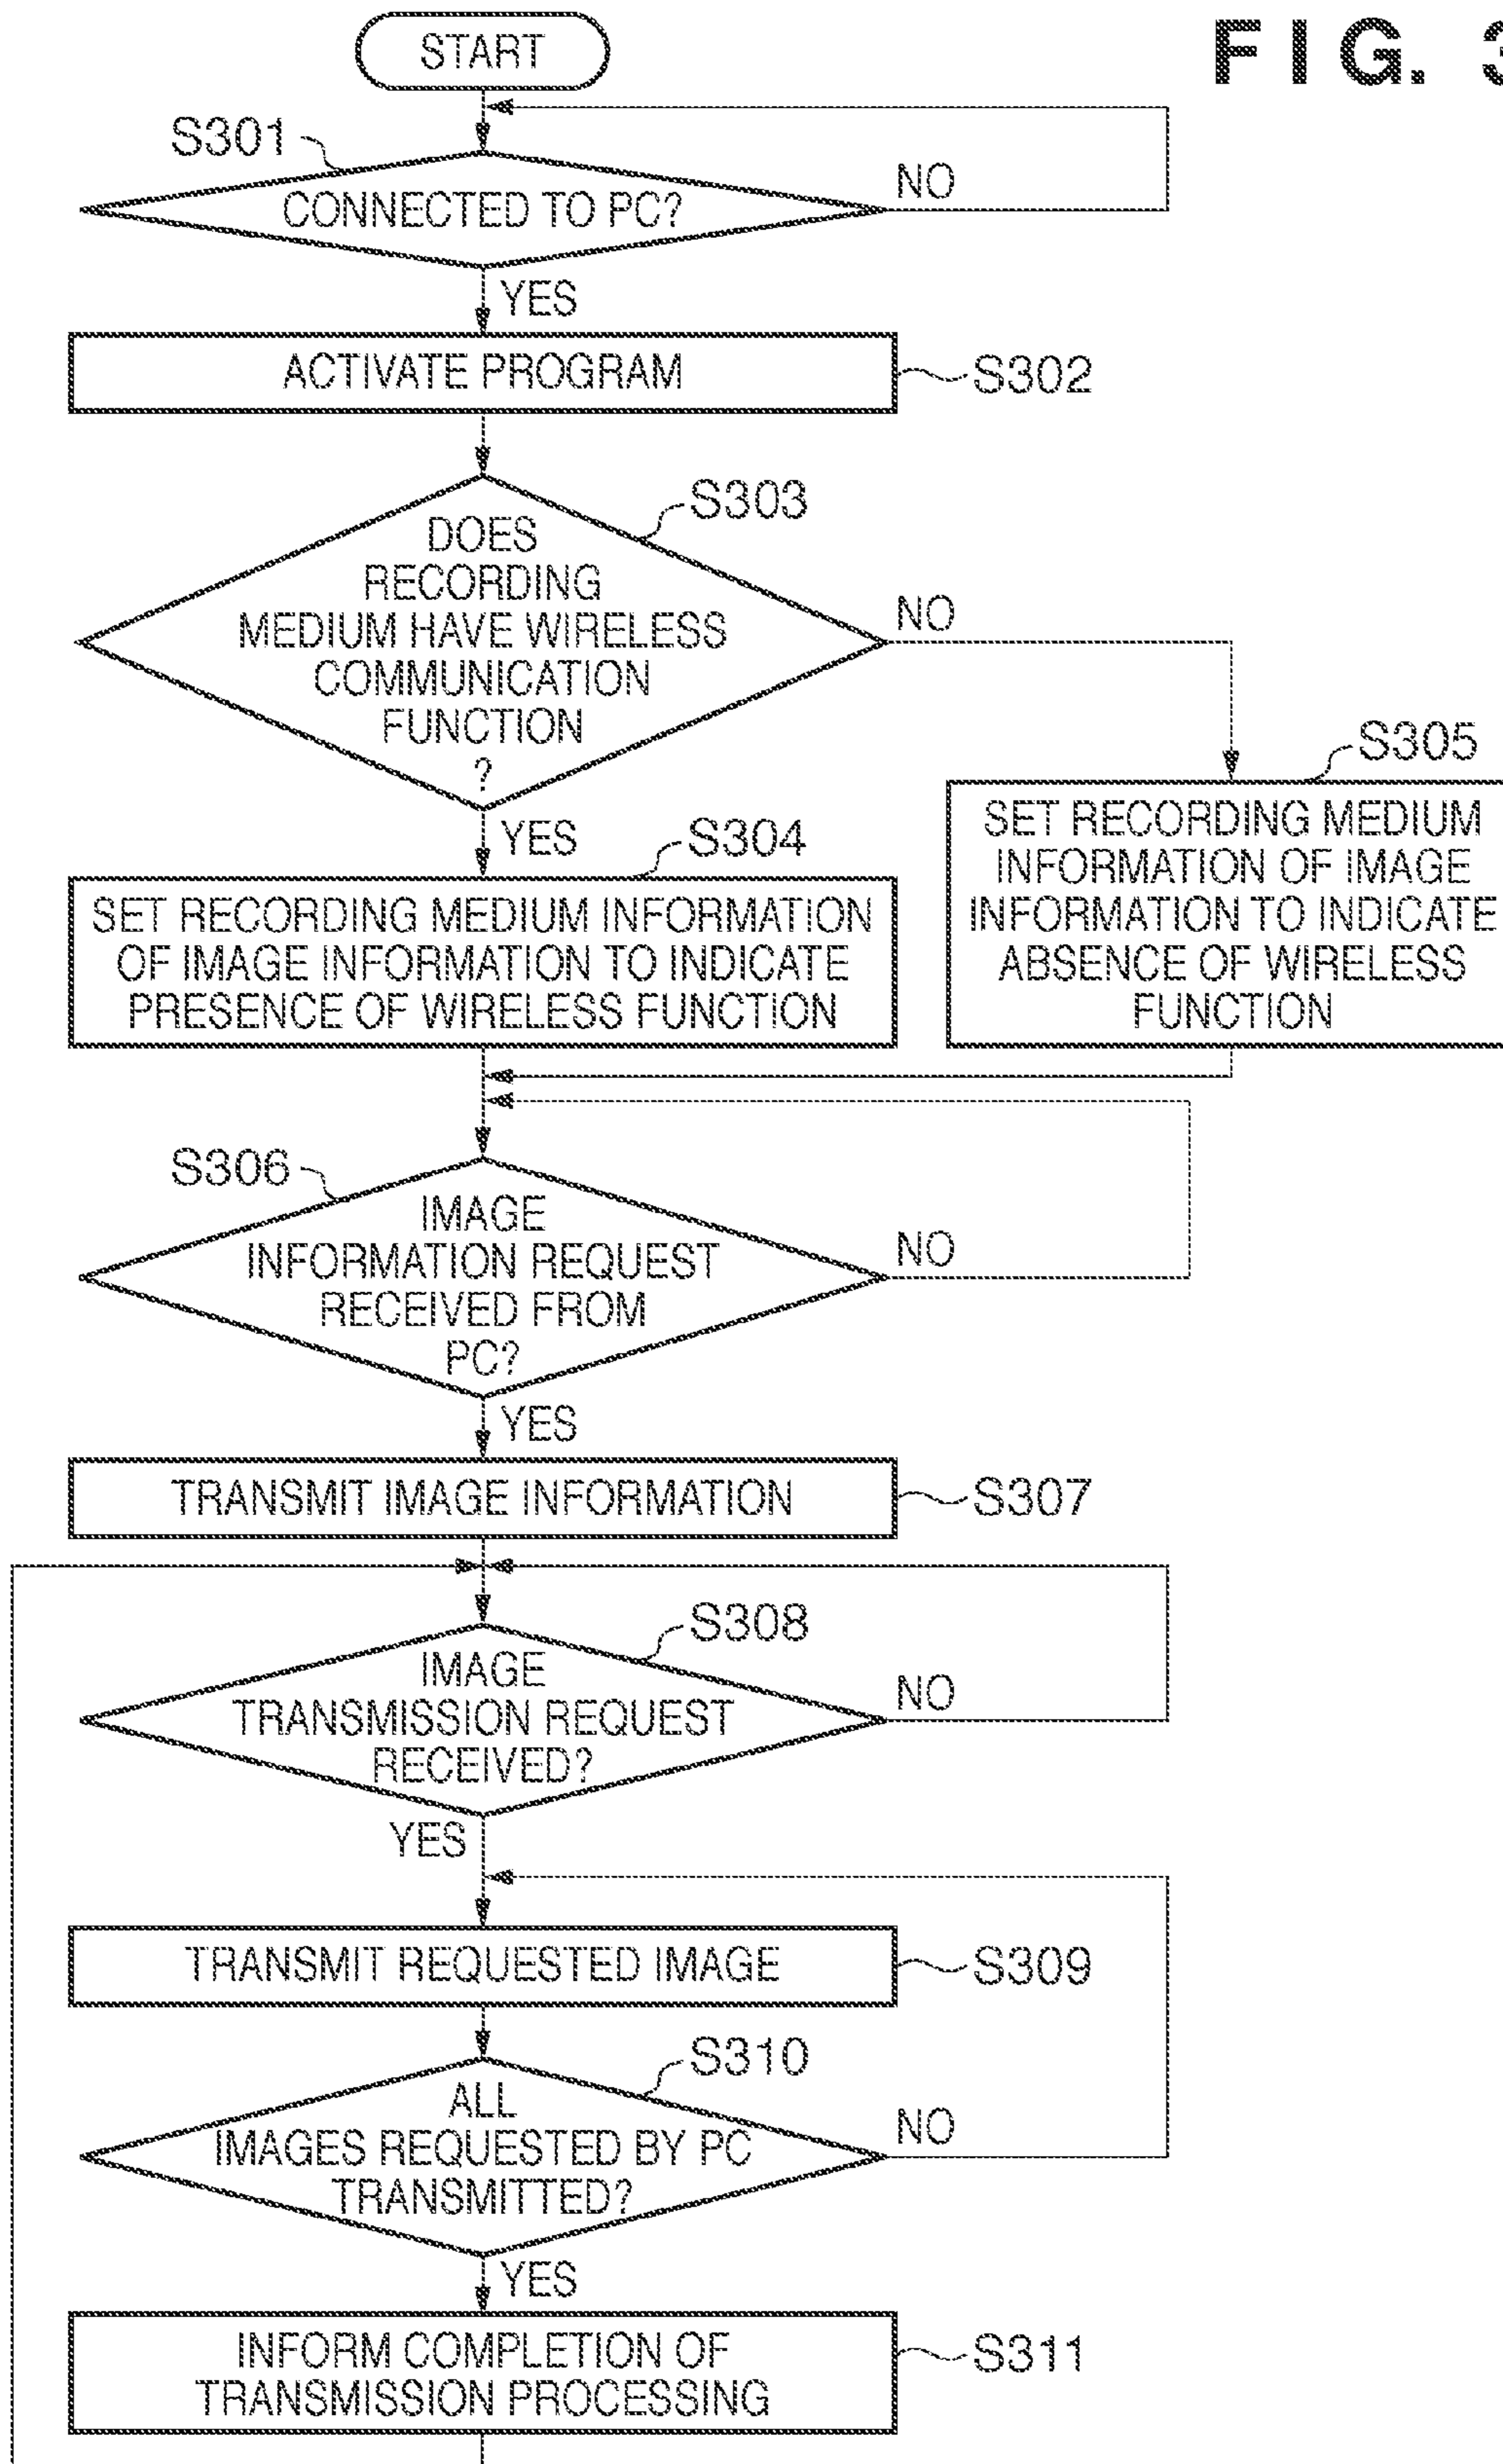 FIG. 3
START
S301
CONNECTED TO PC?
NO
YES
ACTIVATE PROGRAM
S302
S303
DOES
RECORDING
MEDIUM HAVE WIRELESS
COMMUNICATION
FUNCTION
?
NO
YES
S304
SET RECORDING MEDIUM INFORMATION
OF IMAGE INFORMATION TO INDICATE
PRESENCE OF WIRELESS FUNCTION
S305
SET RECORDING MEDIUM
INFORMATION OF IMAGE
INFORMATION TO INDICATE
ABSENCE OF WIRELESS
FUNCTION
S306
IMAGE
INFORMATION REQUEST
RECEIVED FROM
PC?
NO
YES
TRANSMIT IMAGE INFORMATION
S307
S308
IMAGE
TRANSMISSION REQUEST
RECEIVED?
NO
YES
TRANSMIT REQUESTED IMAGE
S309
S310
ALL
IMAGES REQUESTED BY PC
TRANSMITTED?
NO
YES
INFORM COMPLETION OF
TRANSMISSION PROCESSING
S311